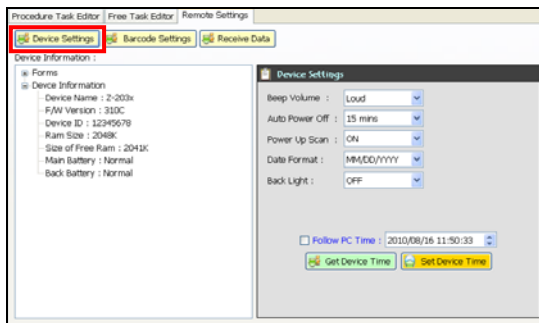 Procedure Task Editor Free Task Editor Remote Settings
Device Settings Barcode Settings Receive Data
Device Information :
Forms
Device Information
Device Name : Z-203x
F/W Version : 310C
Device ID : 12345678
Ram Size : 2048K
Size of Free Ram : 2041K
Main Battery : Normal
Back Battery : Normal
Device Settings
Beep Volume : Loud
Auto Power Off : 15 mins
Power Up Scan : ON
Date Format : MM/DD/YYYY
Back Light : OFF
Follow PC Time : 2010/08/16 11:50:33
Get Device Time Set Device Time